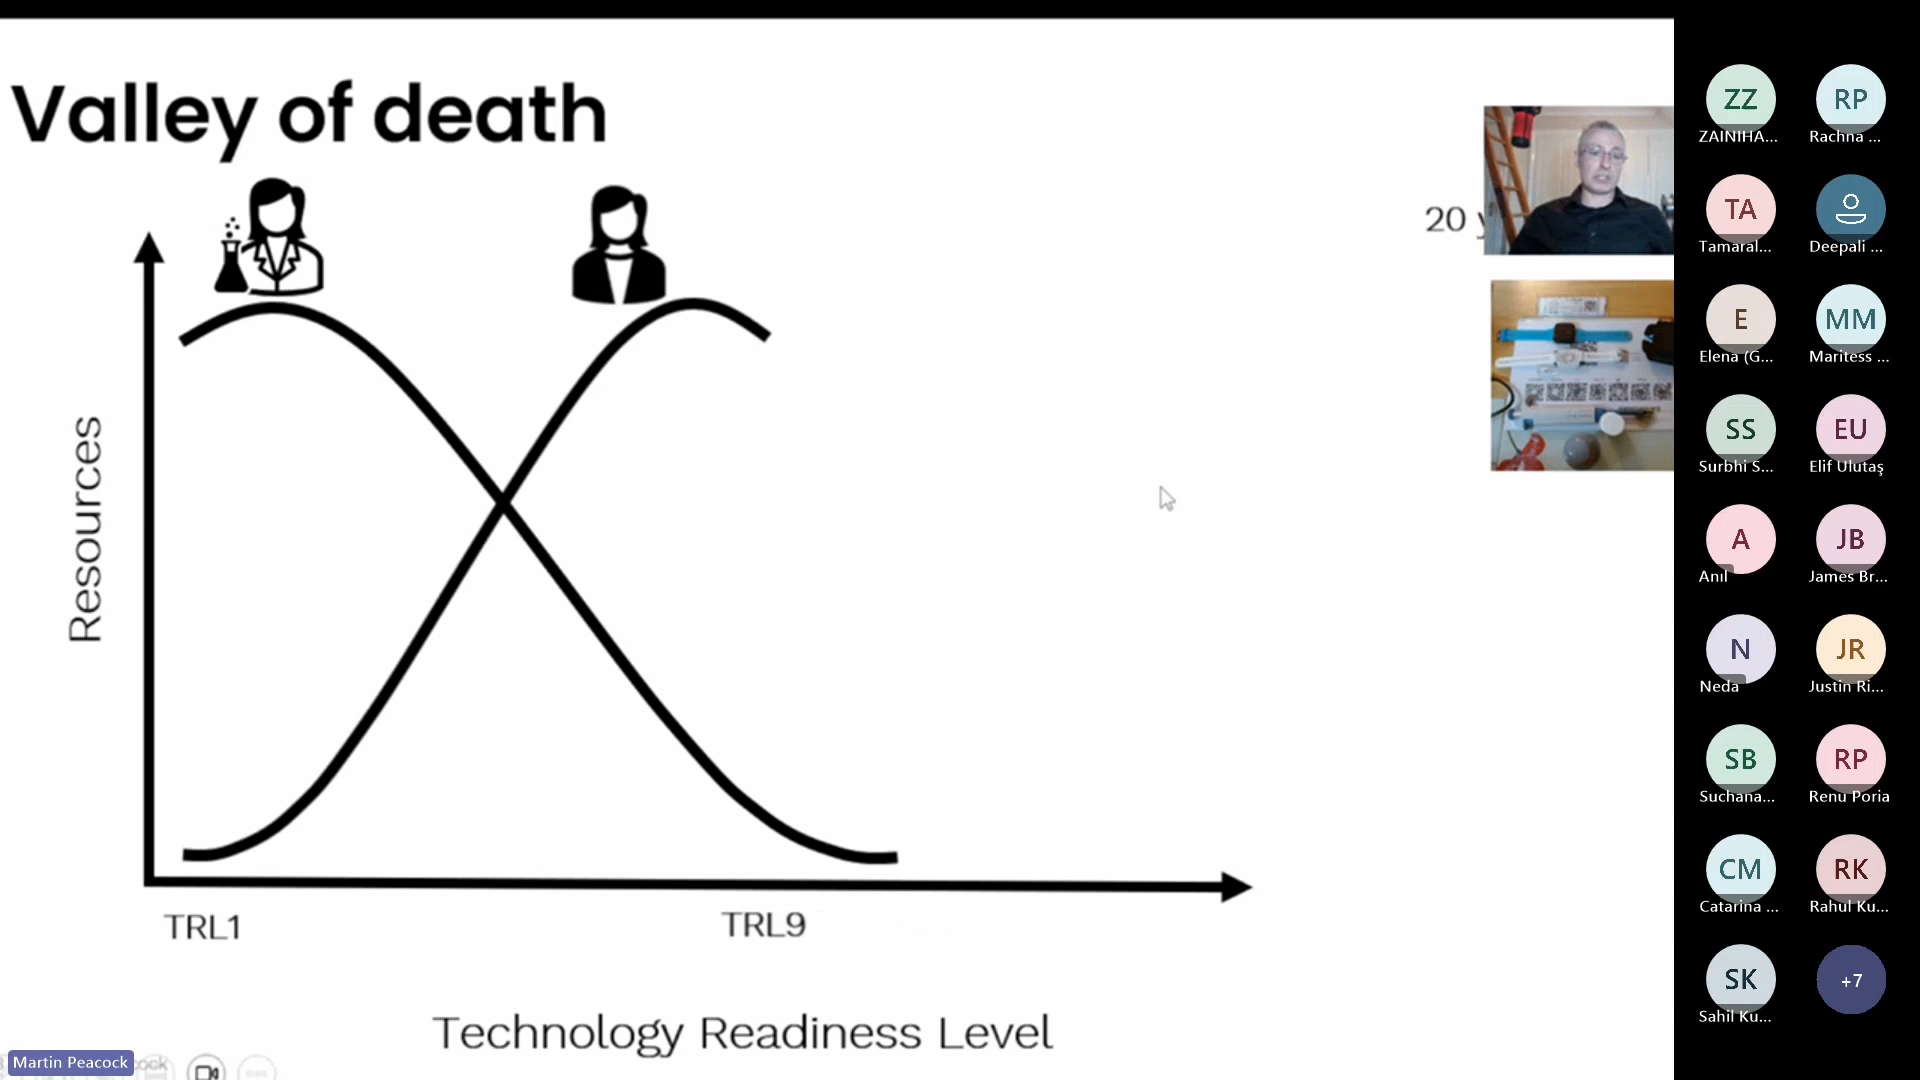 Valley of death
20
Resources
TRL1
TRL9
Technology Readiness Level
Martin Peacock
ZZ
ZAINIHA...
RP
Rachna ...
TA
Tamaral...
Deepali ...
E
Elena (G...
MM
Maritess ...
SS
Surbhi S...
EU
Elif Ulutaş
A
Anıl
JB
James Br...
N
Neda
JR
Justin Ri...
SB
Suchana...
RP
Renu Poria
CM
Catarina ...
RK
Rahul Ku...
SK
Sahil Ku...
+7